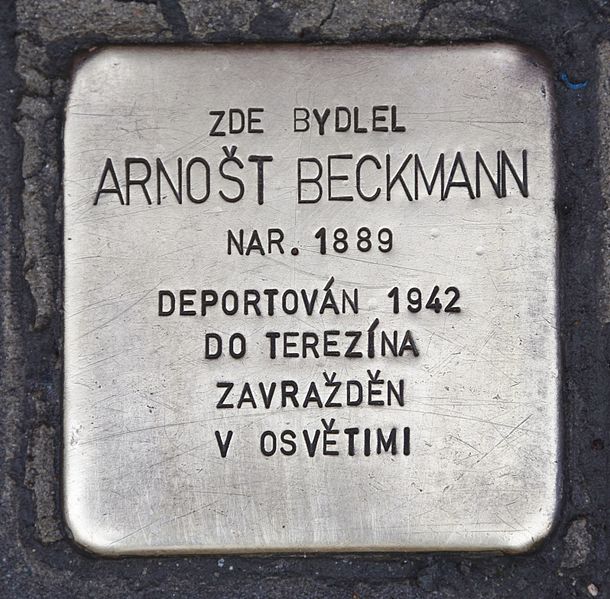 ZDE BYDLEL
ARNOŠT BECKMANN
NAR. 1889
DEPORTOVÁN 1942
DO TEREZÍNA
ZAVRAŽDĚN
V OSVĚTIMI